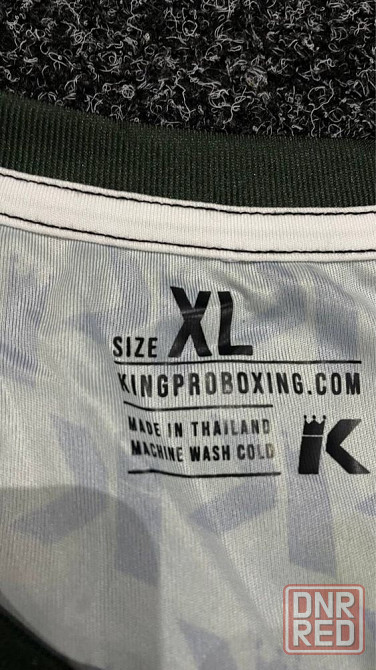 SIZE XL
KINGPROBOXING.COM
MADE IN THAILAND
MACHINE WASH COLD
K
DNR
RED